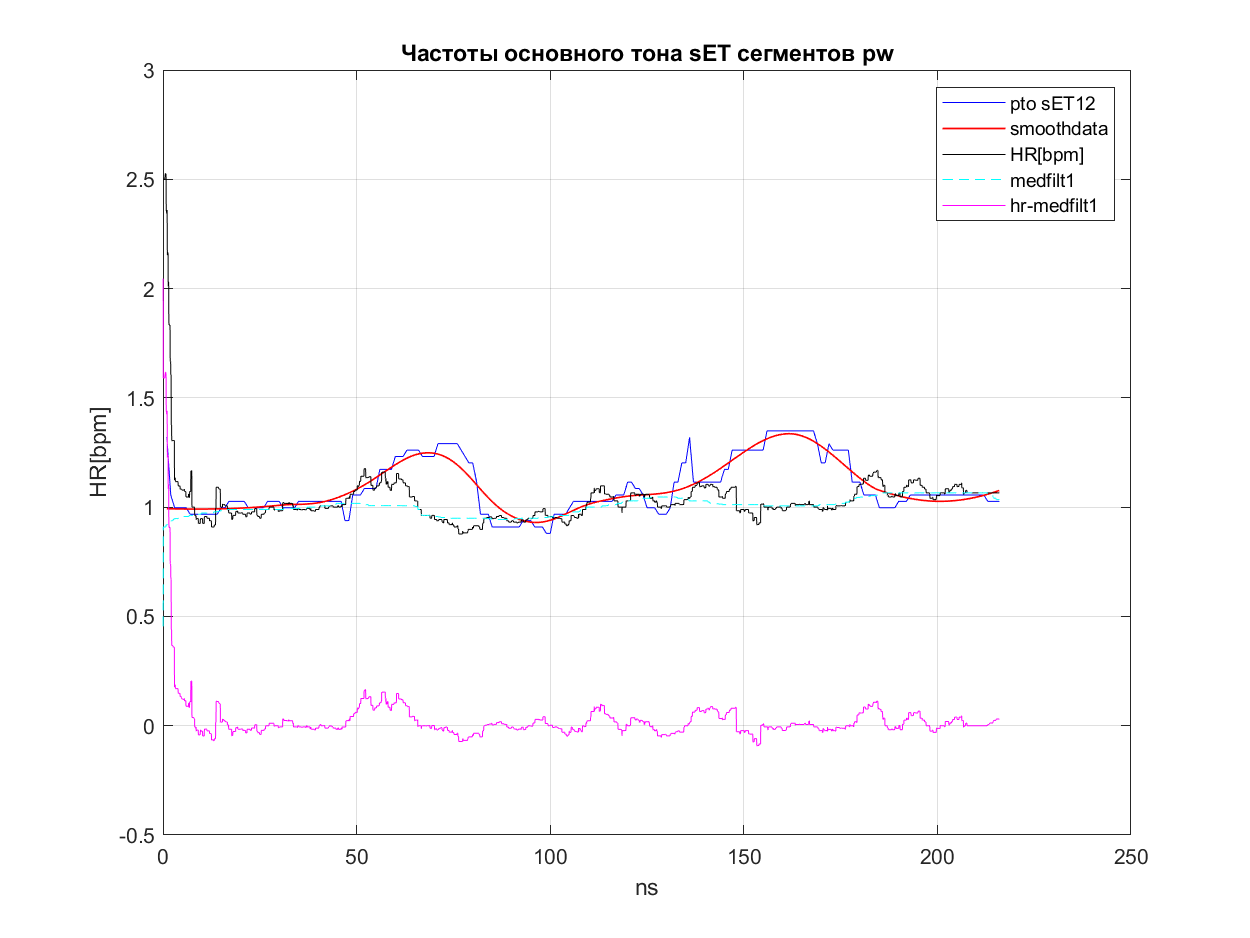 Частоты основного тона sET сегментов pw
3
2.5
2
1.5
1
0.5
0
-0.5
HR[bpm]
pto sET12
smoothdata
HR[bpm]
medfilt1
hr-medfilt1
0 50 100 150 200 250
ns